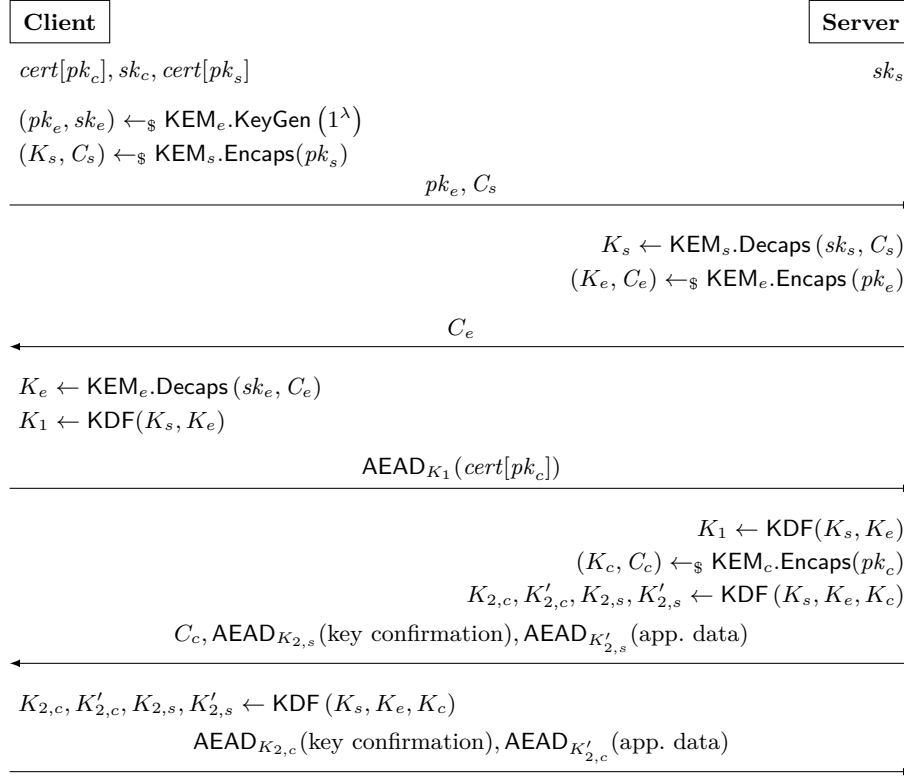 Client Server
cert[pk_c], sk_c, cert[pk_s] sk_s
(pk_e, sk_e) ←_$ KEM_e.KeyGen (1^λ)
(K_s, C_s) ←_$ KEM_s.Encaps(pk_s)
pk_e, C_s
K_s ← KEM_s.Decaps (sk_s, C_s)
(K_e, C_e) ←_$ KEM_e.Encaps (pk_e)
C_e
K_e ← KEM_e.Decaps (sk_e, C_e)
K_1 ← KDF(K_s, K_e)
AEAD_{K_1}(cert[pk_c])
K_1 ← KDF(K_s, K_e)
(K_c, C_c) ←_$ KEM_c.Encaps(pk_c)
K_{2,c}, K'_{2,c}, K_{2,s}, K'_{2,s} ← KDF (K_s, K_e, K_c)
C_c, AEAD_{K_{2,s}}(key confirmation), AEAD_{K'_{2,s}}(app. data)
K_{2,c}, K'_{2,c}, K_{2,s}, K'_{2,s} ← KDF (K_s, K_e, K_c)
AEAD_{K_{2,c}}(key confirmation), AEAD_{K'_{2,c}}(app. data)